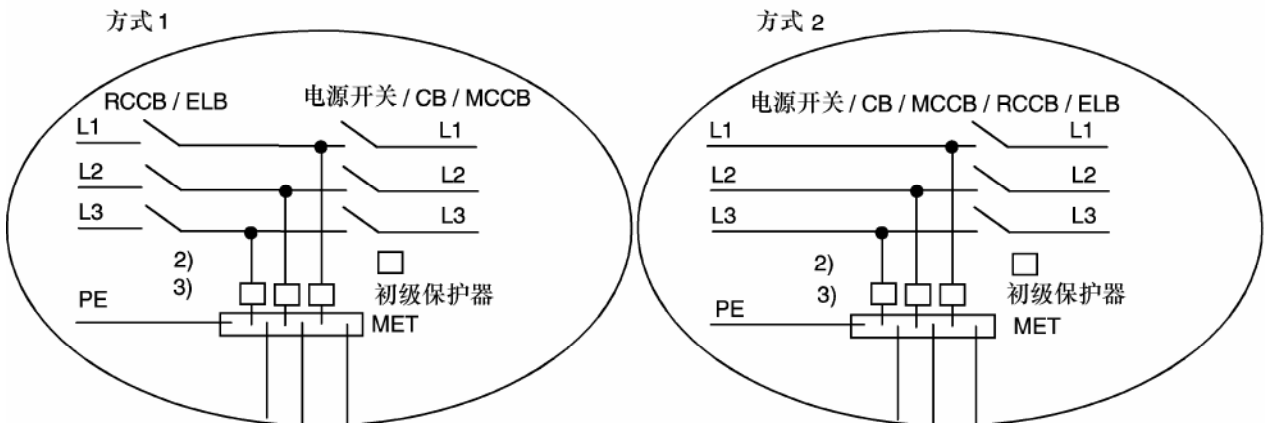 方式 1
RCCB / ELB
电源开关 / CB / MCCB
L1
L1
L2
L2
L3
L3
2)
3)
初级保护器
PE
MET
方式 2
电源开关 / CB / MCCB / RCCB / ELB
L1
L1
L2
L2
L3
L3
2)
3)
初级保护器
PE
MET